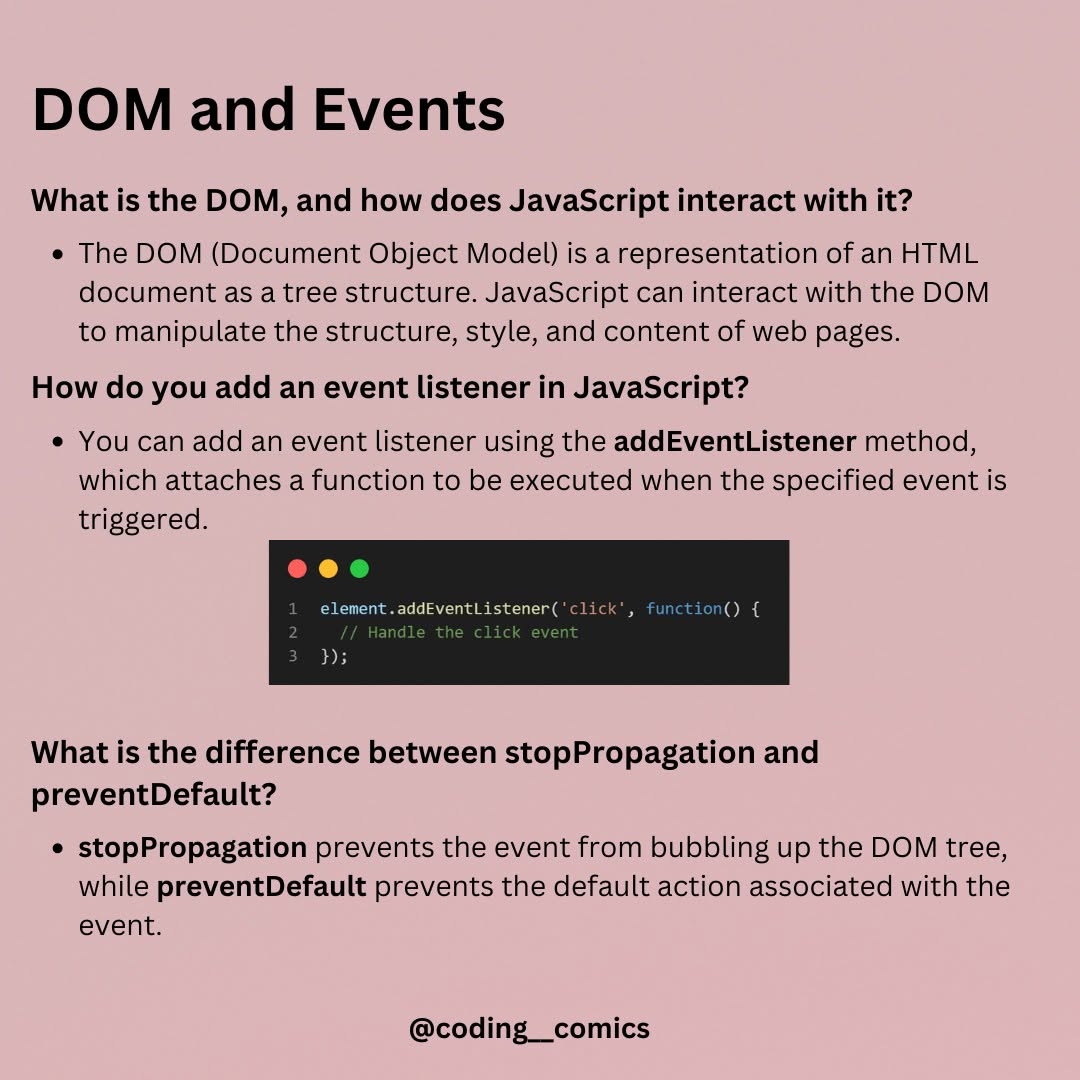 DOM and Events
What is the DOM, and how does JavaScript interact with it?
• The DOM (Document Object Model) is a representation of an HTML
document as a tree structure. JavaScript can interact with the DOM
to manipulate the structure, style, and content of web pages.
How do you add an event listener in JavaScript?
• You can add an event listener using the addEventListener method,
which attaches a function to be executed when the specified event is
triggered.
1 element.addEventListener('click', function() {
2   // Handle the click event
3 });
What is the difference between stopPropagation and
preventDefault?
• stopPropagation prevents the event from bubbling up the DOM tree,
while preventDefault prevents the default action associated with the
event.
@coding__comics